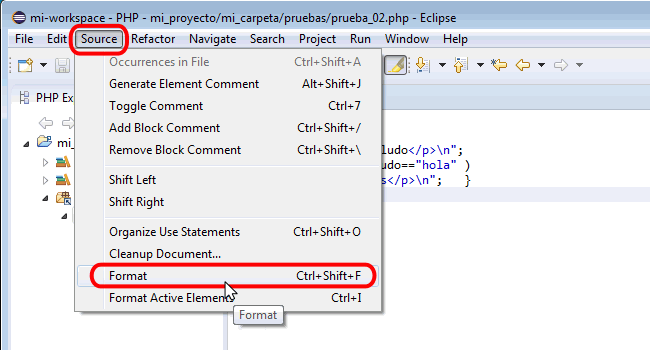 mi-workspace - PHP - mi_proyecto/mi_carpeta/pruebas/prueba_02.php - Eclipse
File Edit Source Refactor Navigate Search Project Run Window Help
Occurrences in File Ctrl+Shift+A
Generate Element Comment Alt+Shift+J
PHP Ex
Toggle Comment Ctrl+7
Add Block Comment Ctrl+Shift+/
mi_
Remove Block Comment Ctrl+Shift+\
ludo</p>\n";
udo=="hola" )
Shift Left
s</p>\n"; }
Shift Right
Organize Use Statements Ctrl+Shift+O
Cleanup Document...
Format Ctrl+Shift+F
Format Active Elements Ctrl+I
Format